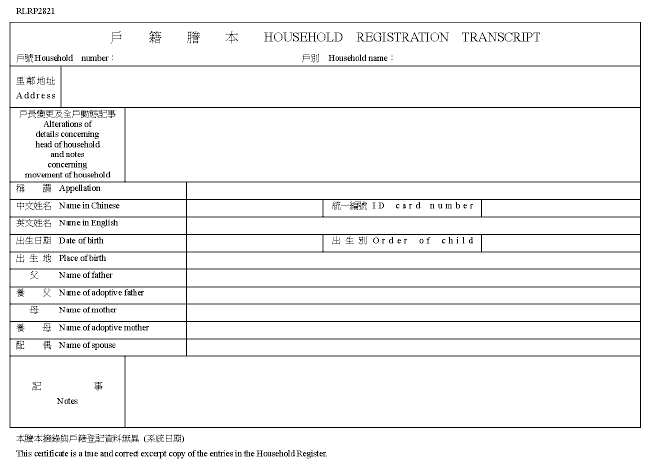 RLRP2821
戶 籍 謄 本 HOUSEHOLD REGISTRATION TRANSCRIPT
戶號Household number： 戶別 Household name：
里鄰地址
Address
戶長變更及全戶動態記事
Alterations of
details concerning
head of household
and notes
concerning
movement of household
稱 謂 Appellation
中文姓名 Name in Chinese 統一編號 ID card number
英文姓名 Name in English
出生日期 Date of birth 出 生 別 Order of child
出 生 地 Place of birth
父 Name of father
養 父 Name of adoptive father
母 Name of mother
養 母 Name of adoptive mother
配 偶 Name of spouse
記 事
Notes
本謄本摘錄與戶籍登記資料無異 (系統日期)
This certificate is a true and correct excerpt copy of the entries in the Household Register.